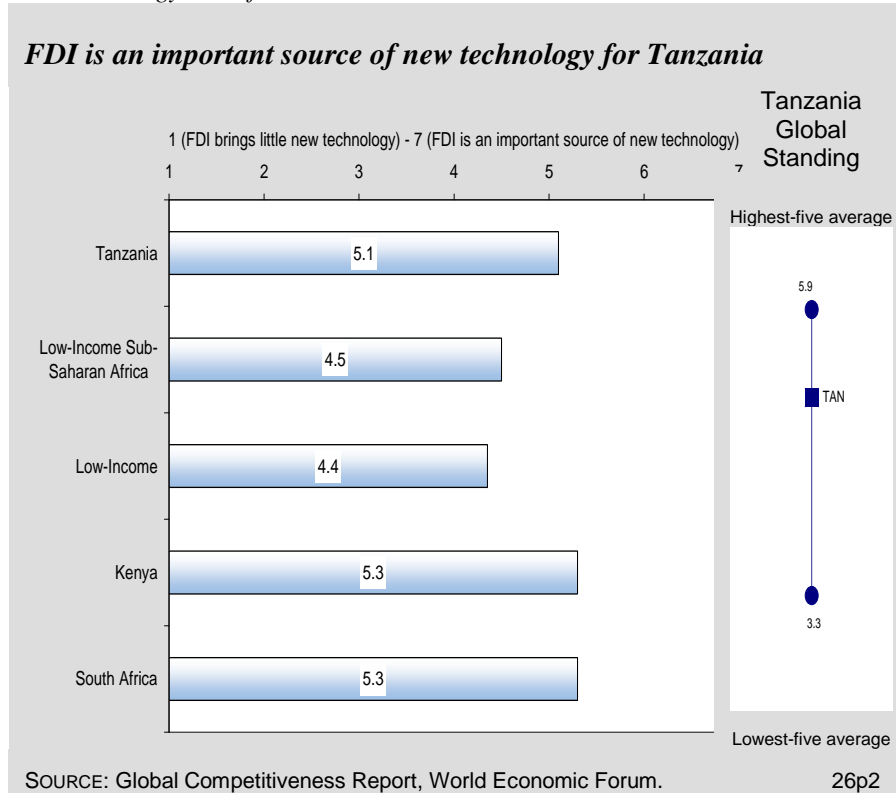 FDI is an important source of new technology for Tanzania
Tanzania
Global
Standing
1 (FDI brings little new technology) - 7 (FDI is an important source of new technology)
1 2 3 4 5 6 7
Highest-five average
Tanzania
5.1
Low-Income Sub-
Saharan Africa
4.5
Low-Income
4.4
Kenya
5.3
South Africa
5.3
5.9
TAN
3.3
Lowest-five average
SOURCE: Global Competitiveness Report, World Economic Forum. 26p2